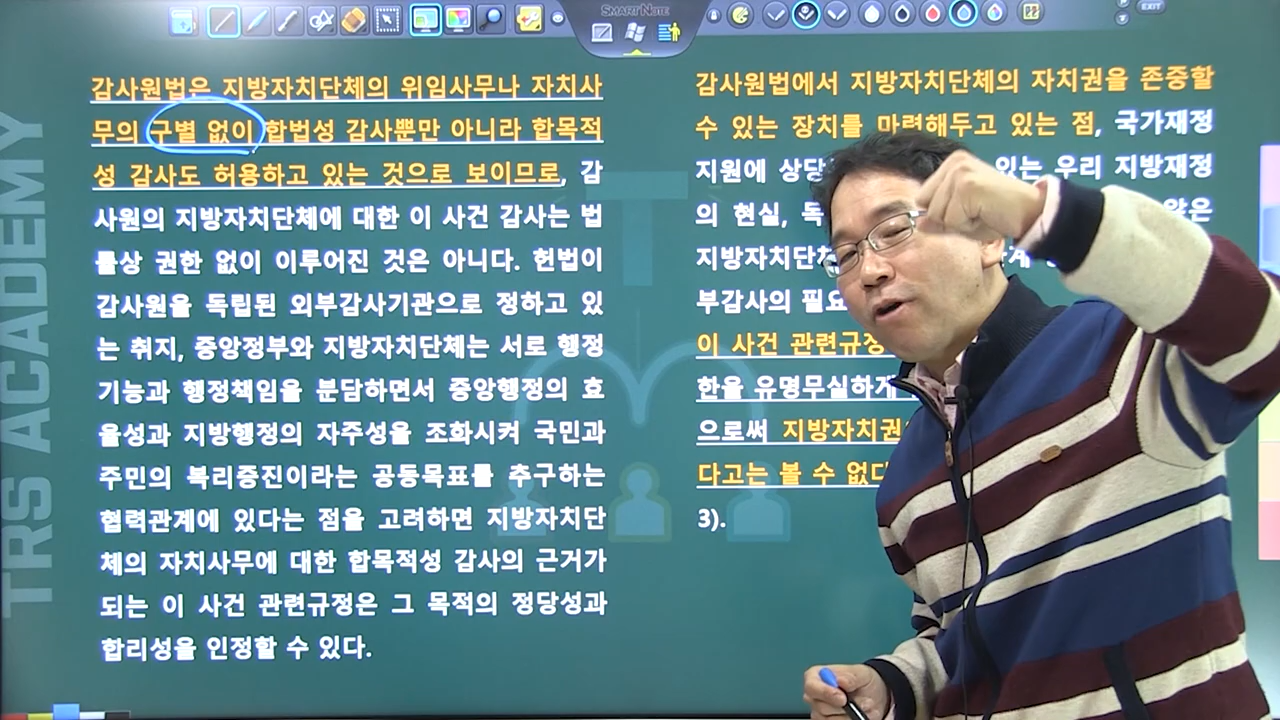 SMART NOTE
EXIT
TRS ACADEMY
감사원법은 지방자치단체의 위임사무나 자치사
무의 구별 없이 합법성 감사뿐만 아니라 합목적
성 감사도 허용하고 있는 것으로 보이므로, 감
사원의 지방자치단체에 대한 이 사건 감사는 법
률상 권한 없이 이루어진 것은 아니다. 헌법이
감사원을 독립된 외부감사기관으로 정하고 있
는 취지, 중앙정부와 지방자치단체는 서로 행정
기능과 행정책임을 분담하면서 중앙행정의 효
율성과 지방행정의 자주성을 조화시켜 국민과
주민의 복리증진이라는 공동목표를 추구하는
협력관계에 있다는 점을 고려하면 지방자치단
체의 자치사무에 대한 합목적성 감사의 근거가
되는 이 사건 관련규정은 그 목적의 정당성과
합리성을 인정할 수 있다.
감사원법에서 지방자치단체의 자치권을 존중할
수 있는 장치를 마련해두고 있는 점, 국가재정
지원에 상당 있는 우리 지방재정
의 현실, 독
지방자치단체
부감사의 필요
이 사건 관련규정
한을 유명무실하게
으로써 지방자치권
다고는 볼 수 없다
3).